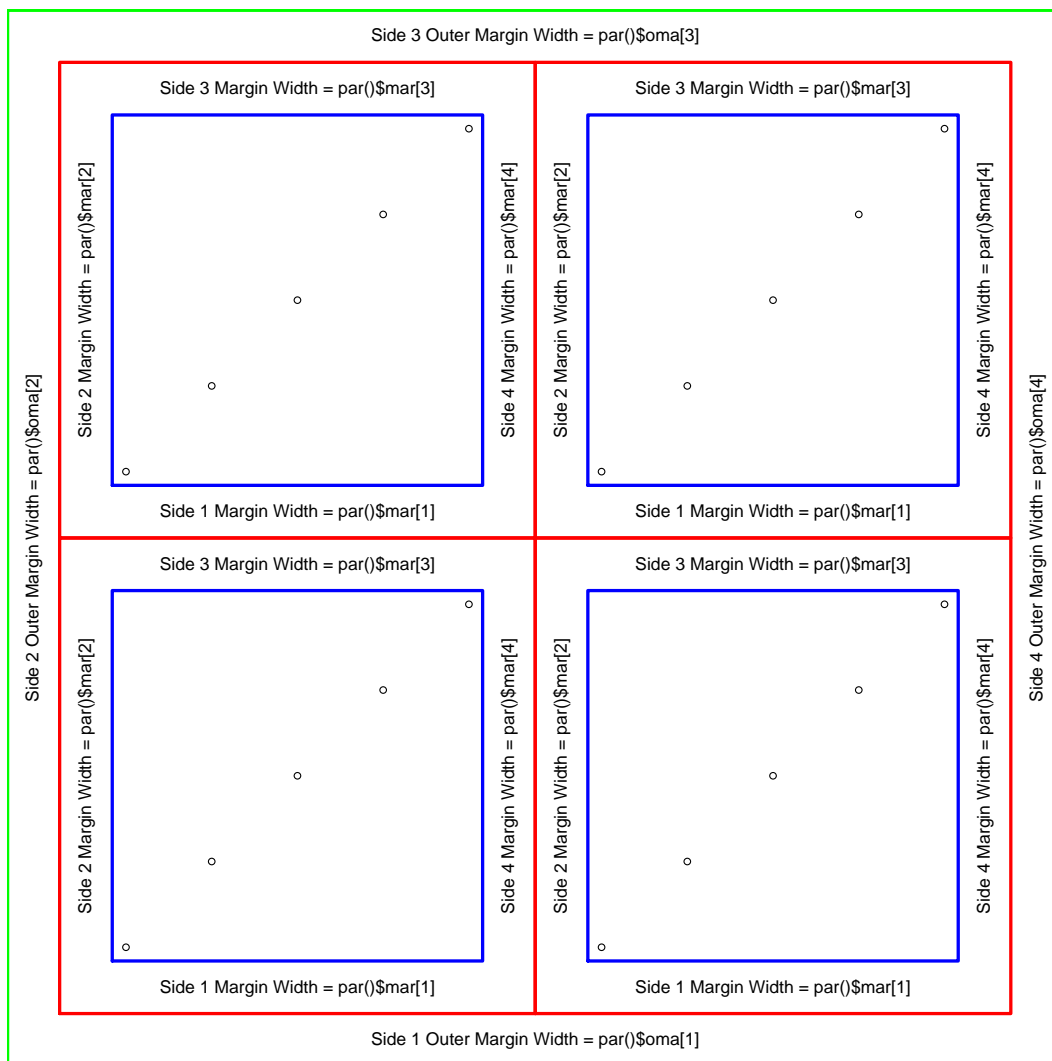 Side 3 Outer Margin Width = par()$oma[3]
Side 3 Margin Width = par()$mar[3]
Side 3 Margin Width = par()$mar[3]
Side 2 Margin Width = par()$mar[2]
Side 4 Margin Width = par()$mar[4]
Side 2 Margin Width = par()$mar[2]
Side 4 Margin Width = par()$mar[4]
Side 1 Margin Width = par()$mar[1]
Side 1 Margin Width = par()$mar[1]
Side 2 Outer Margin Width = par()$oma[2]
Side 4 Outer Margin Width = par()$oma[4]
Side 3 Margin Width = par()$mar[3]
Side 3 Margin Width = par()$mar[3]
Side 2 Margin Width = par()$mar[2]
Side 4 Margin Width = par()$mar[4]
Side 2 Margin Width = par()$mar[2]
Side 4 Margin Width = par()$mar[4]
Side 1 Margin Width = par()$mar[1]
Side 1 Margin Width = par()$mar[1]
Side 1 Outer Margin Width = par()$oma[1]